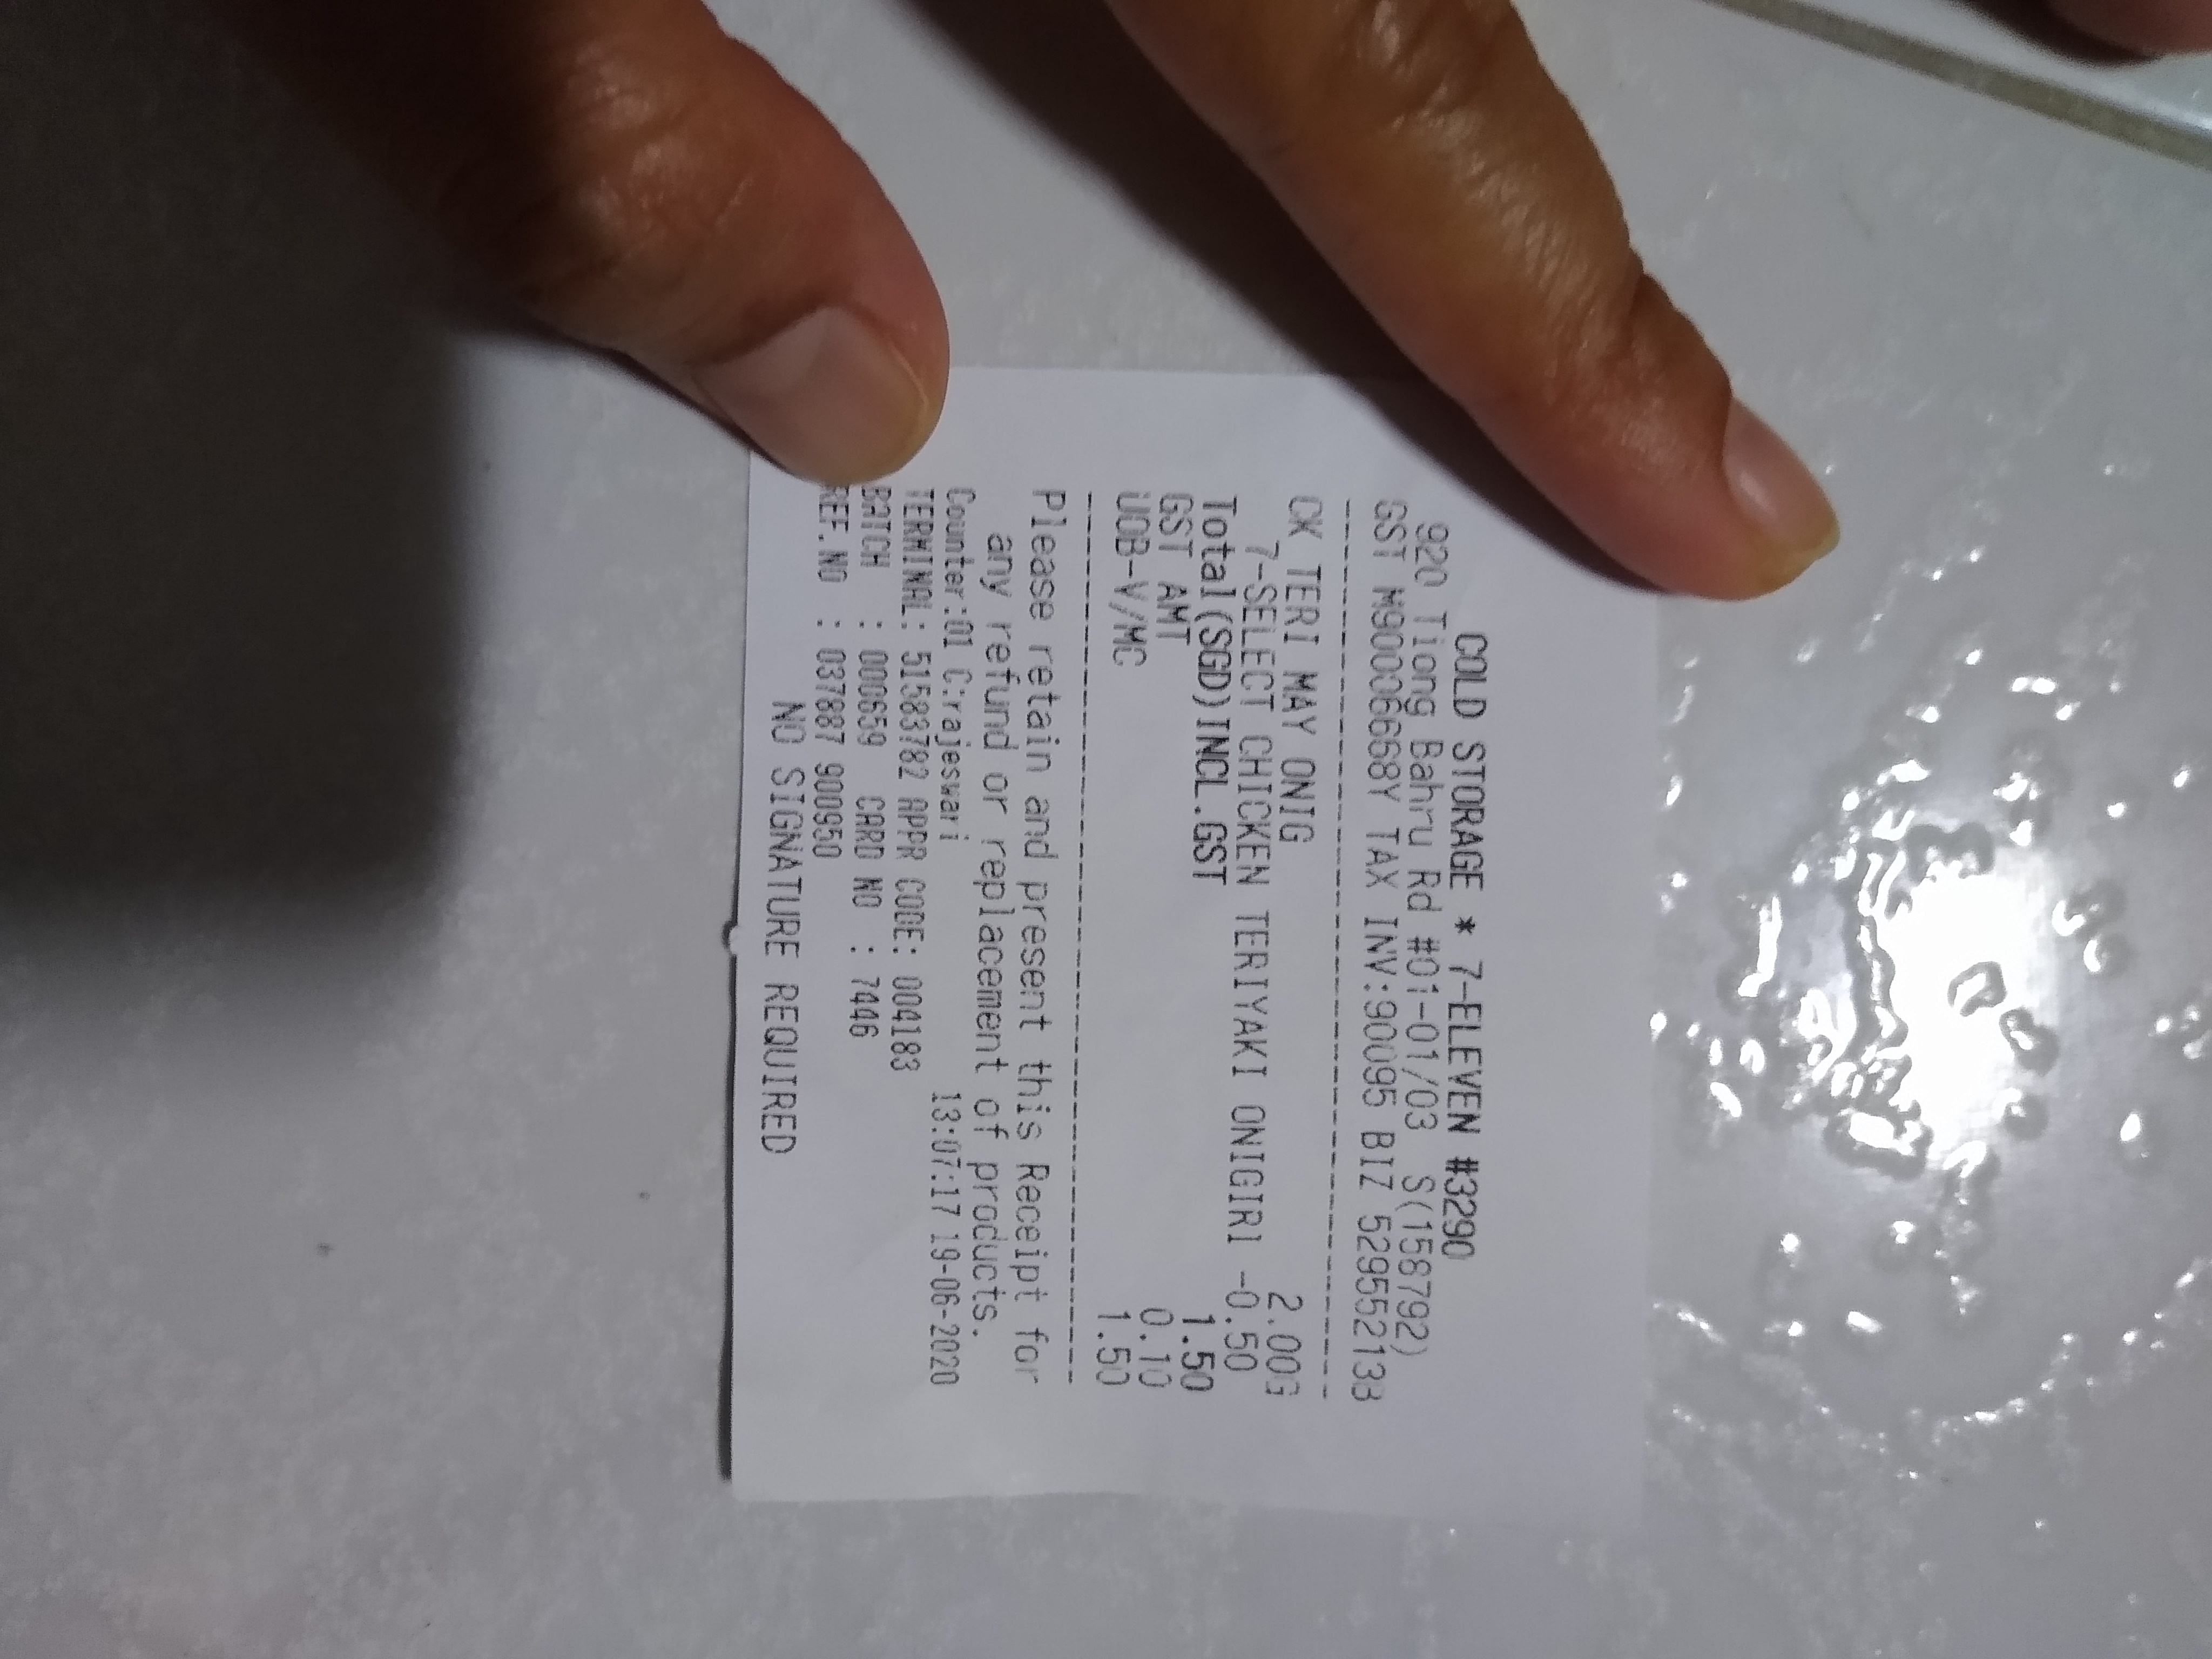 COLD STORAGE * 7-ELEVEN #3290
920 Tiong Bahru Rd #01-01/03 S(158792)
GST M90006668Y TAX INV:90095 BIZ 52955213B
CK TERI MAY ONIG 2.00G
7-SELECT CHICKEN TERIYAKI ONIGIRI -0.50
Total(SGD)INCL.GST 1.50
GST AMT 0.10
UOB-V/MC 1.50
Please retain and present this Receipt for
any refund or replacement of products.
Counter:01 C:rajeswari 13:07:17 19-06-2020
TERMINAL: 51583782 APPR CODE: 004183
BATCH : 000659 CARD NO : 7446
REF.NO : 037887 900950
NO SIGNATURE REQUIRED